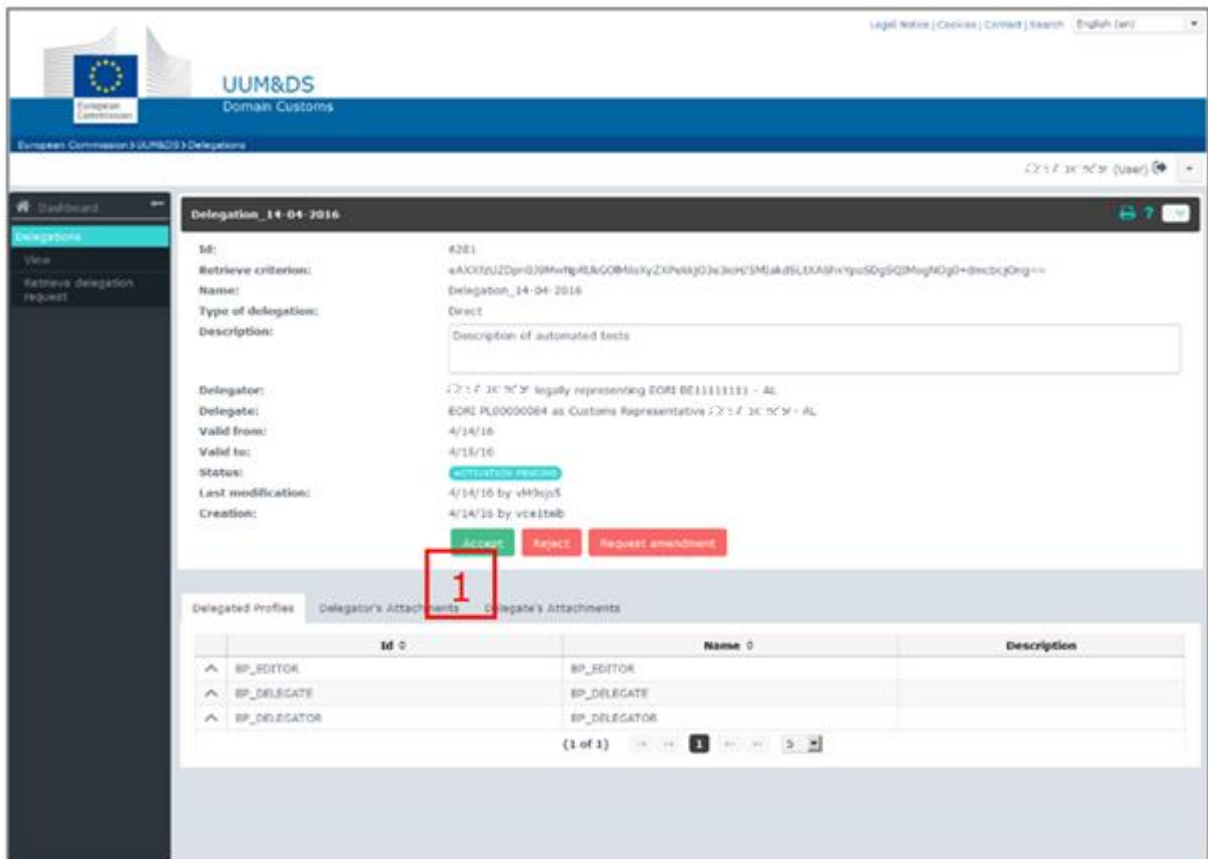 Legal Notice | Cookies | Contact | Search English (en)
UUM&DS
Domain Customs
European Commission
European Commission > UUM&DS > Delegations
(User)
Dashboard
Delegations
View
Retrieve delegation request
Delegation_14-04-2016
?
Id:
Retrieve criterion:
Name: Delegation_14-04-2016
Type of delegation: Direct
Description: Description of automated tests
Delegator: legally representing EORI BE11111111 - AL
Delegate: EORI PL00000084 as Customs Representative - AL
Valid from: 4/14/16
Valid to: 4/15/16
Status: ACTIVATION PENDING
Last modification: 4/14/16 by
Creation: 4/14/16 by
Accept Reject Request amendment
1
Delegated Profiles Delegator's Attachments Delegate's Attachments
Id Name Description
BP_EDITOR BP_EDITOR
BP_DELEGATE BP_DELEGATE
BP_DELEGATOR BP_DELEGATOR
(1 of 1) 1 5